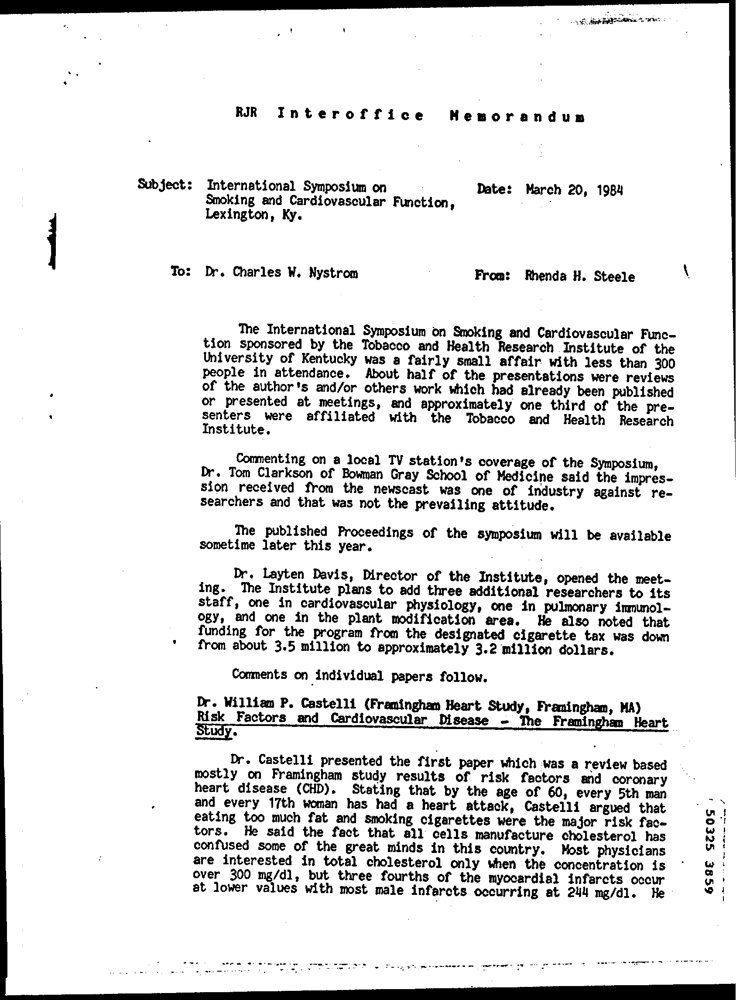 RJR Interoffice Memorandum
Subject: International Symposium on
Smoking and Cardiovascular Function,
Lexington, Ky.
Date: March 20, 1984
To: Dr. Charles W. Nystrom
From: Rhenda H. Steele
The International Symposium on Smoking and Cardiovascular Func-
tion sponsored by the Tobacco and Health Research Institute of the
University of Kentucky was a fairly small affair with less than 300
people in attendance. About half of the presentations were reviews
of the author's and/or others work which had already been published
or presented at meetings, and approximately one third of the pre-
senters were affiliated with the Tobacco and Health Research
Institute.
Commenting on a local TV station's coverage of the Symposium,
Dr. Tom Clarkson of Bowman Gray School of Medicine said the impres-
sion received from the newscast was one of industry against re-
searchers and that was not the prevailing attitude.
The published Proceedings of the symposium will be available
sometime later this year.
Dr. Layten Davis, Director of the Institute, opened the meet-
ing. The Institute plans to add three additional researchers to its
staff, one in cardiovascular physiology, one in pulmonary immunol-
ogy, and one in the plant modification area. He also noted that
funding for the program from the designated cigarette tax was down
from about 3.5 million to approximately 3.2 million dollars.
Comments on individual papers follow.
Dr. William P. Castelli (Framingham Heart Study, Framingham, MA)
Risk Factors and Cardiovascular Disease - The Framingham Heart
Study.
Dr. Castelli presented the first paper which was a review based
mostly on Framingham study results of risk factors and coronary
heart disease (CHD). Stating that by the age of 60, every 5th man
and every 17th woman has had a heart attack, Castelli argued that
eating too much fat and smoking cigarettes were the major risk fac-
tors. He said the fact that all cells manufacture cholesterol has
confused some of the great minds in this country. Most physicians
are interested in total cholesterol only when the concentration is
over 300 mg/dl, but three fourths of the myocardial infarcts occur
at lower values with most male infarcts occurring at 244 mg/dl. He
50325 3859